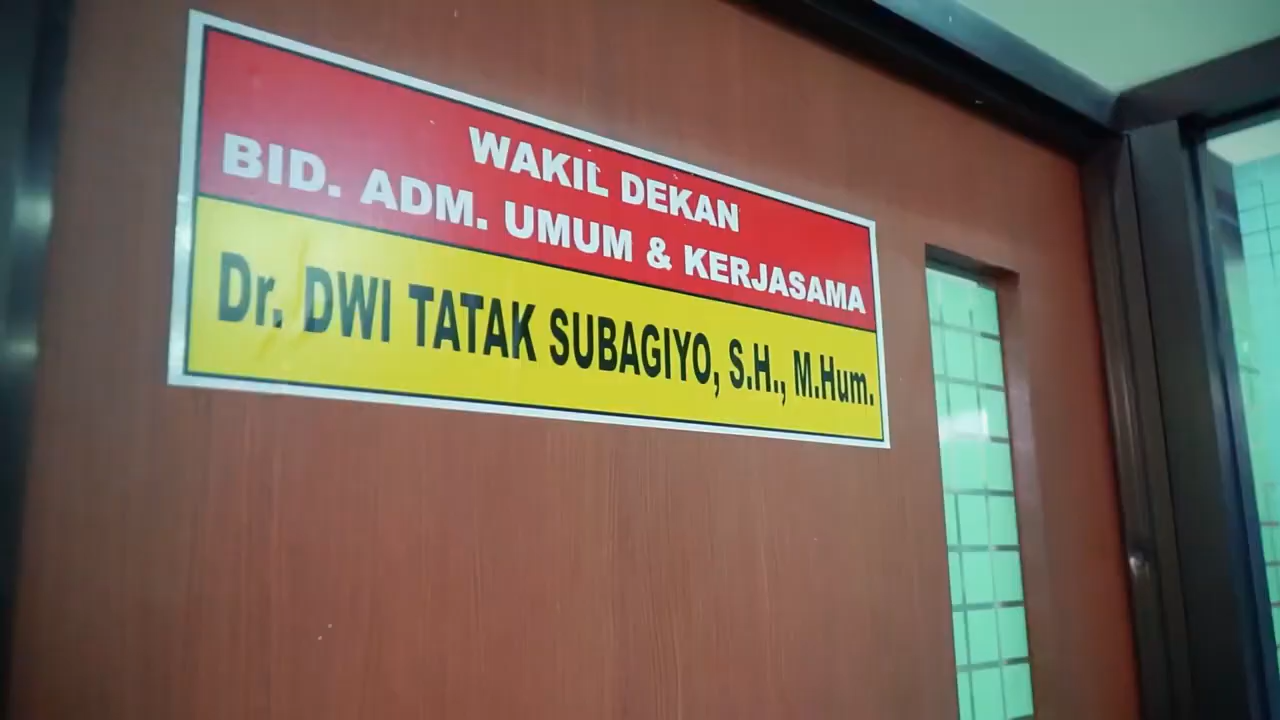 WAKIL DEKAN
BID. ADM. UMUM & KERJASAMA
Dr. DWI TATAK SUBAGIYO, S.H., M.Hum.